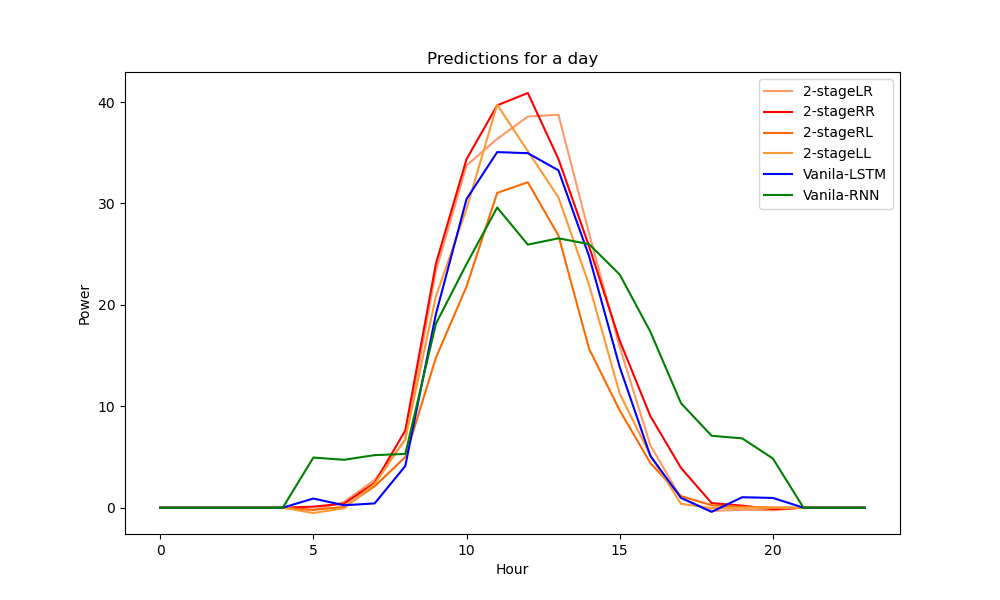 Predictions for a day
2-stageLR
2-stageRR
2-stageRL
2-stageLL
Vanila-LSTM
Vanila-RNN
Power
40
30
20
10
0
0 5 10 15 20
Hour